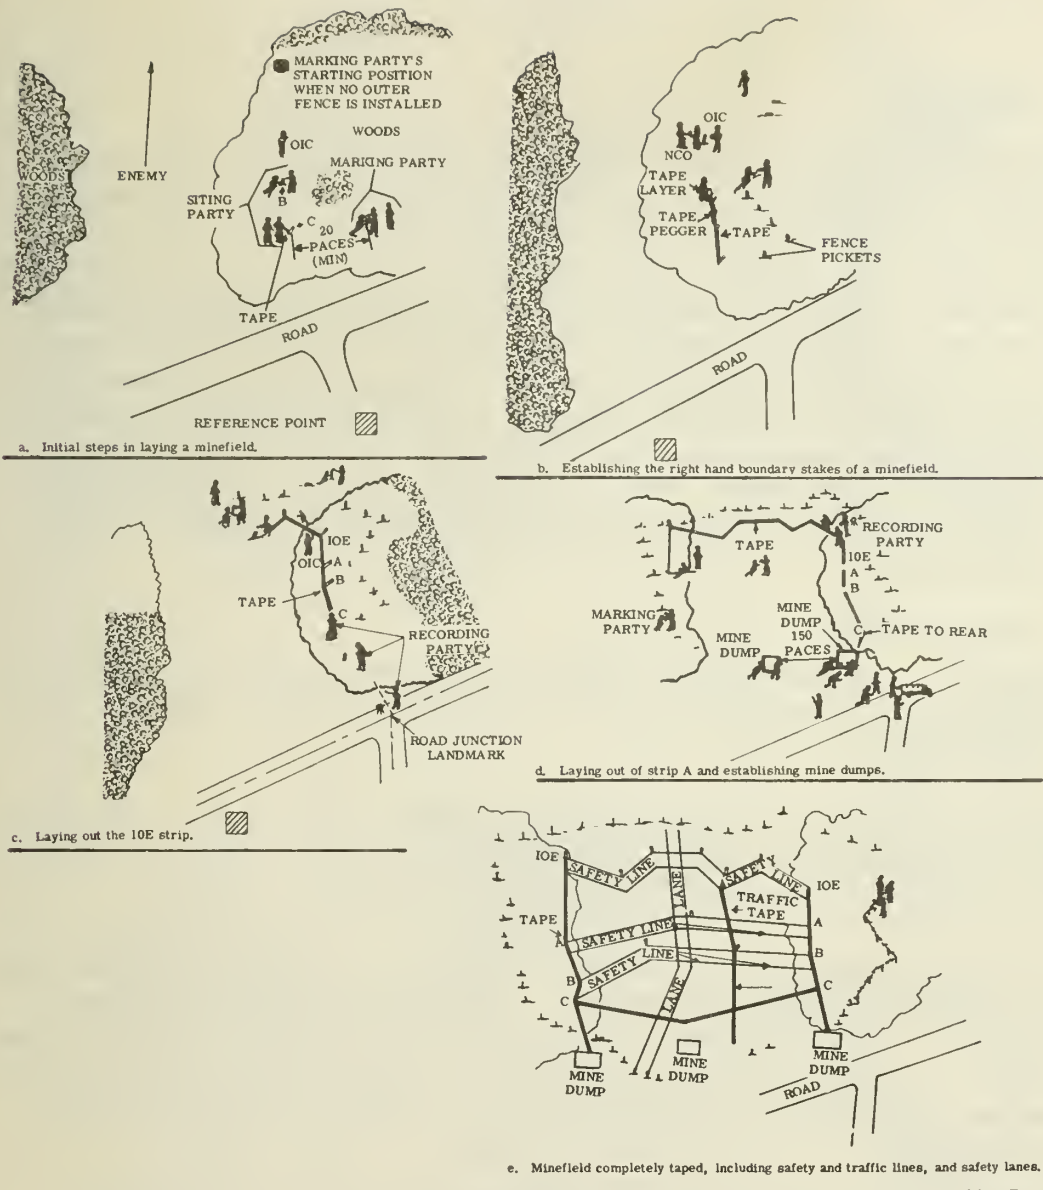 MARKING PARTY'S
STARTING POSITION
WHEN NO OUTER
FENCE IS INSTALLED
WOODS
OIC
MARKING PARTY
WOODS
ENEMY
SITING
PARTY
B
C
20
PACES
(MIN)
TAPE
ROAD
REFERENCE POINT
a. Initial steps in laying a minefield.
OIC
NCO
TAPE
LAYER
TAPE
PEGGER
TAPE
FENCE
PICKETS
ROAD
b. Establishing the right hand boundary stakes of a minefield.
IOE
OIC
A
B
TAPE
C
RECORDING
PARTY
ROAD JUNCTION
LANDMARK
c. Laying out the IOE strip.
RECORDING
PARTY
TAPE
IOE
A
B
MARKING
PARTY
MINE
DUMP
MINE
DUMP
150
PACES
C
TAPE TO REAR
d. Laying out of strip A and establishing mine dumps.
IOE
SAFETY LINE
LANE
SAFETY LINE
IOE
TRAFFIC
TAPE
TAPE
A
SAFETY LINE
A
B
SAFETY LINE
B
C
LANE
C
MINE
DUMP
MINE
DUMP
MINE
DUMP
ROAD
e. Minefield completely taped, including safety and traffic lines, and safety lanes.